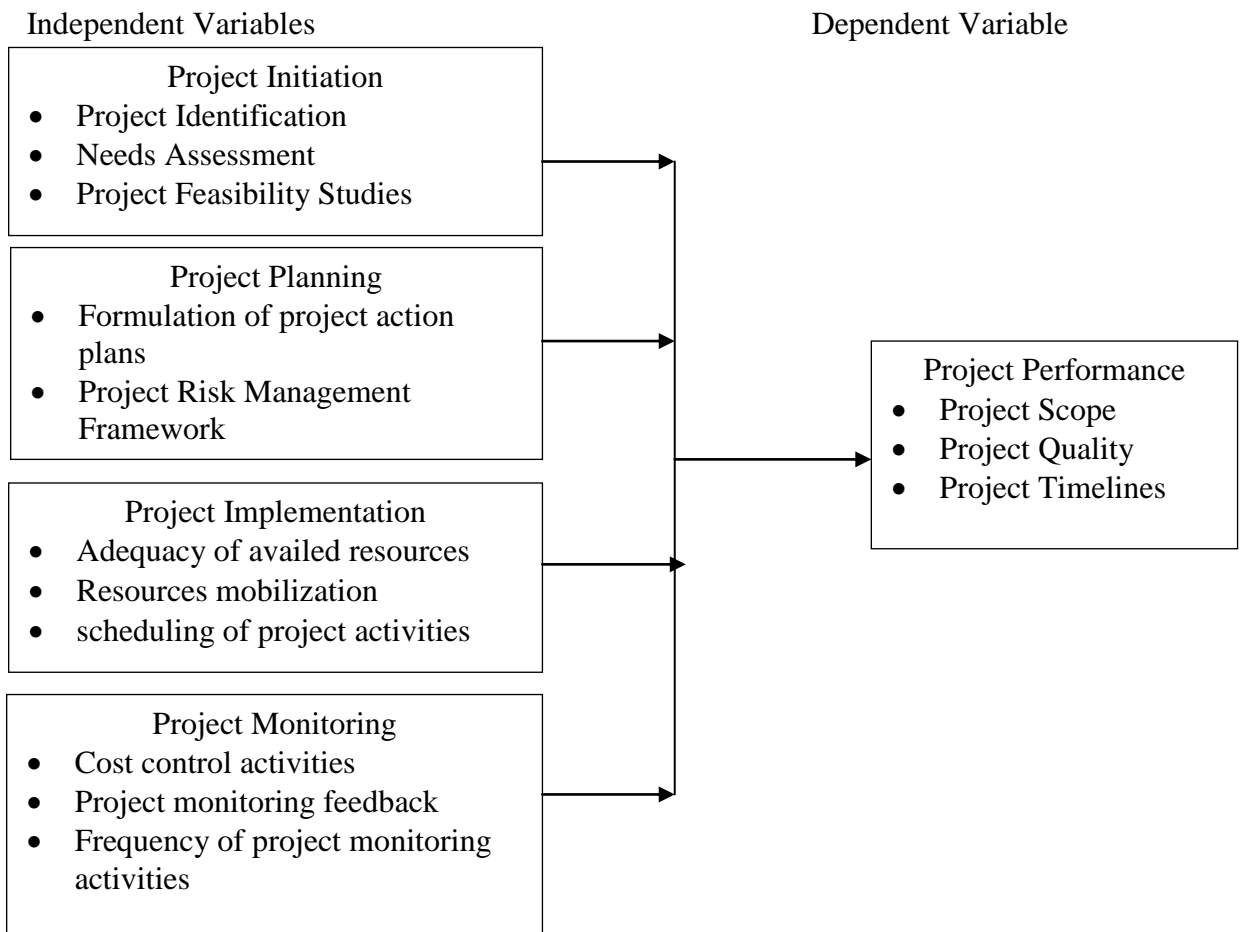 Independent Variables
Dependent Variable
Project Initiation
• Project Identification
• Needs Assessment
• Project Feasibility Studies
Project Planning
• Formulation of project action
plans
• Project Risk Management
Framework
Project Implementation
• Adequacy of availed resources
• Resources mobilization
• scheduling of project activities
Project Monitoring
• Cost control activities
• Project monitoring feedback
• Frequency of project monitoring
activities
Project Performance
• Project Scope
• Project Quality
• Project Timelines